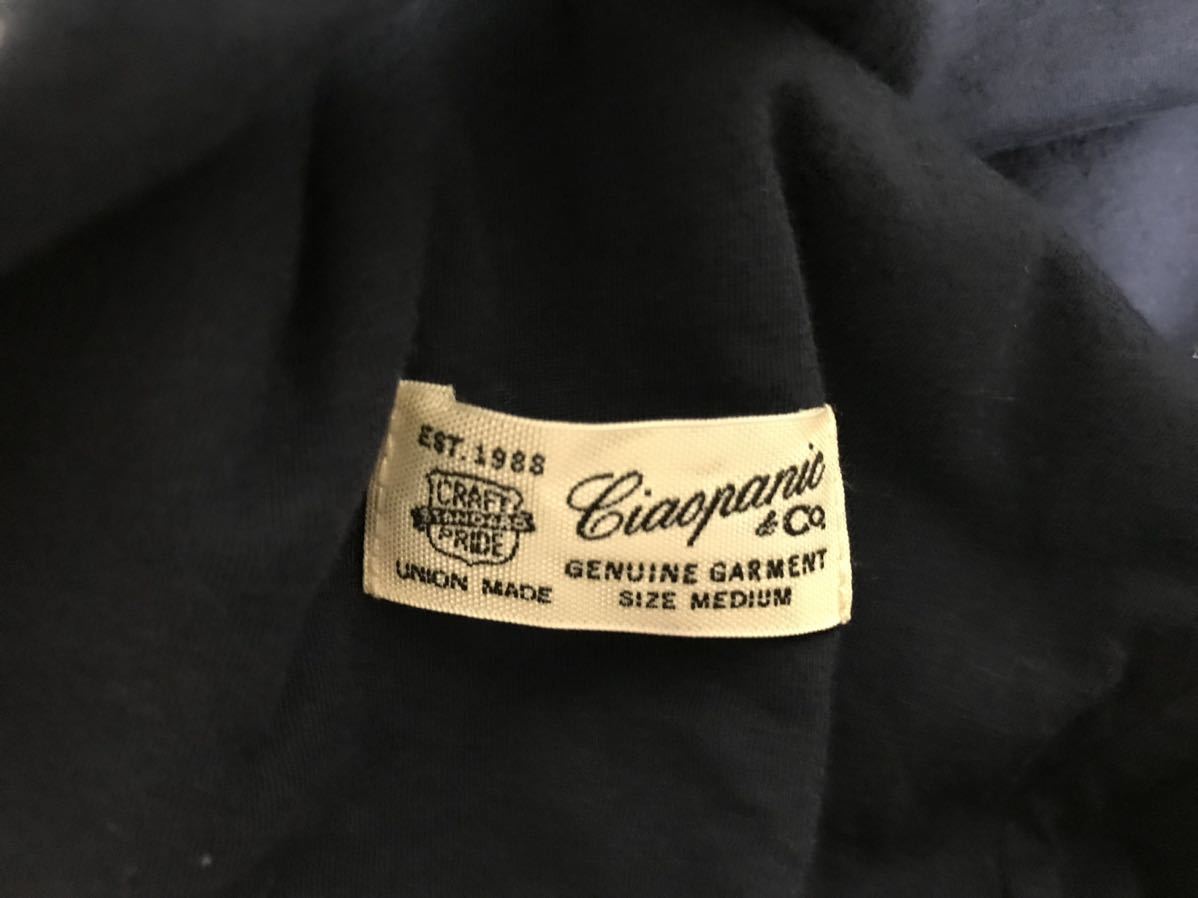 EST. 1988
CRAFT
STANDARD
PRIDE
UNION MADE
Ciaopanic
& Co.
GENUINE GARMENT
SIZE MEDIUM